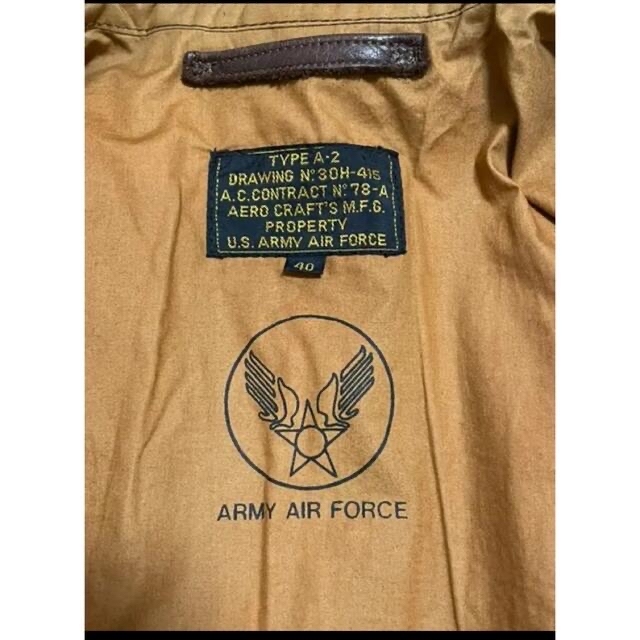 TYPE A-2
DRAWING Nº 30H-415
A.C. CONTRACT Nº 78-A
AERO CRAFT'S M.F.G.
PROPERTY
U.S. ARMY AIR FORCE
40
ARMY AIR FORCE